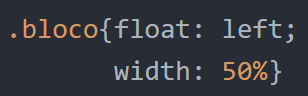 .bloco{float: left;
width: 50%}